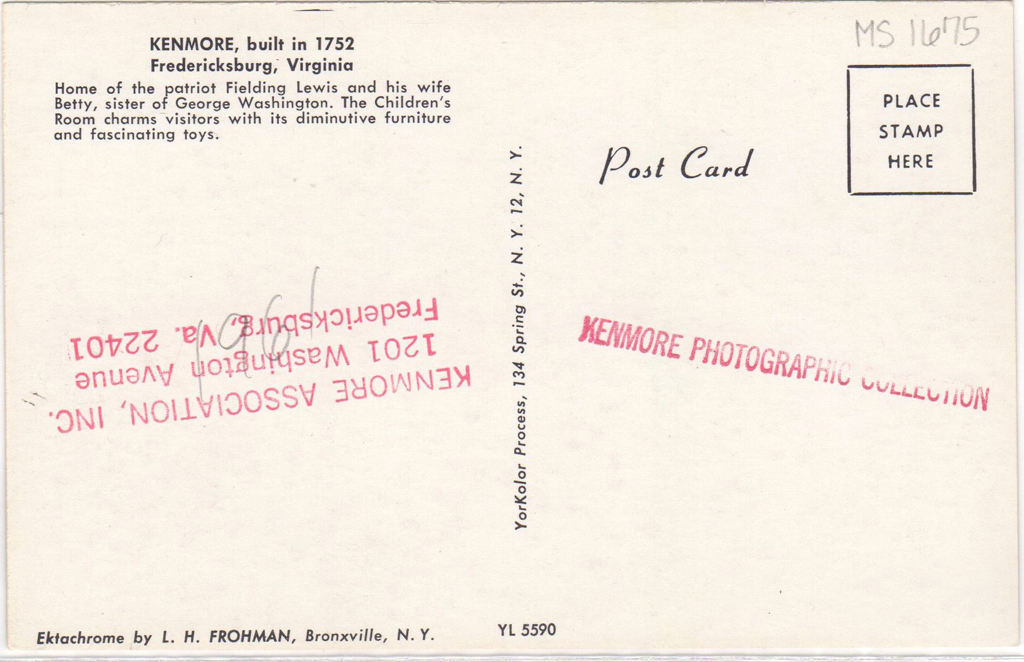 MS 1675
KENMORE, built in 1752
Fredericksburg, Virginia
Home of the patriot Fielding Lewis and his wife
Betty, sister of George Washington. The Children's
Room charms visitors with its diminutive furniture
and fascinating toys.
PLACE
STAMP
HERE
Post Card
YorKolor Process, 134 Spring St., N. Y. 12, N. Y.
KENMORE ASSOCIATION, INC.
1201 Washington Avenue
Fredericksburg, Va. 22401
1961
KENMORE PHOTOGRAPHIC COLLECTION
Ektachrome by L. H. FROHMAN, Bronxville, N. Y.
YL 5590